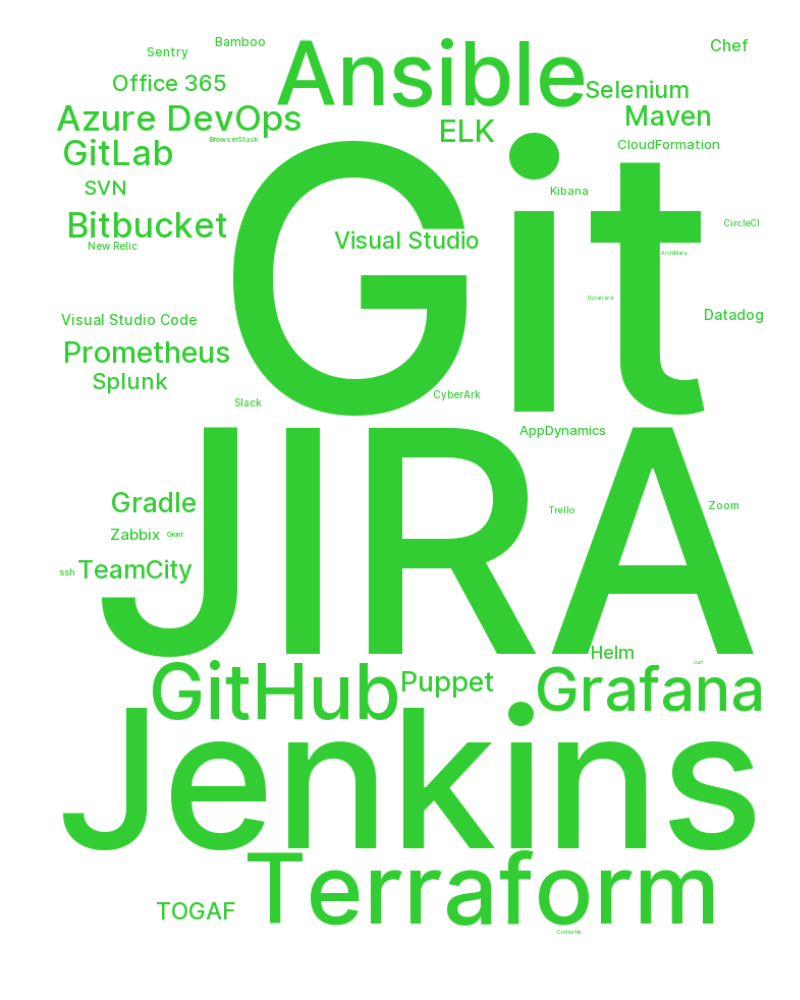 Bamboo
Sentry
Chef
Ansible
Office 365
Selenium
Azure DevOps
Maven
ELK
BrowserStack
CloudFormation
GitLab
SVN
Kibana
Git
Bitbucket
CircleCI
Visual Studio
New Relic
ArchiMate
Dynatrace
Datadog
Visual Studio Code
Prometheus
Splunk
CyberArk
Slack
AppDynamics
JIRA
Gradle
Zoom
Trello
Zabbix
Grunt
ssh
TeamCity
Helm
curl
GitHub
Puppet
Grafana
Jenkins
Terraform
TOGAF
Codeship